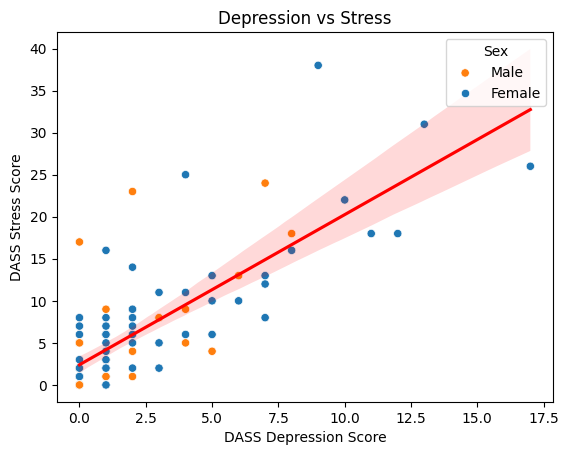 Depression vs Stress
Sex
Male
Female
DASS Stress Score
40
35
30
25
20
15
10
5
0
0.0 2.5 5.0 7.5 10.0 12.5 15.0 17.5
DASS Depression Score